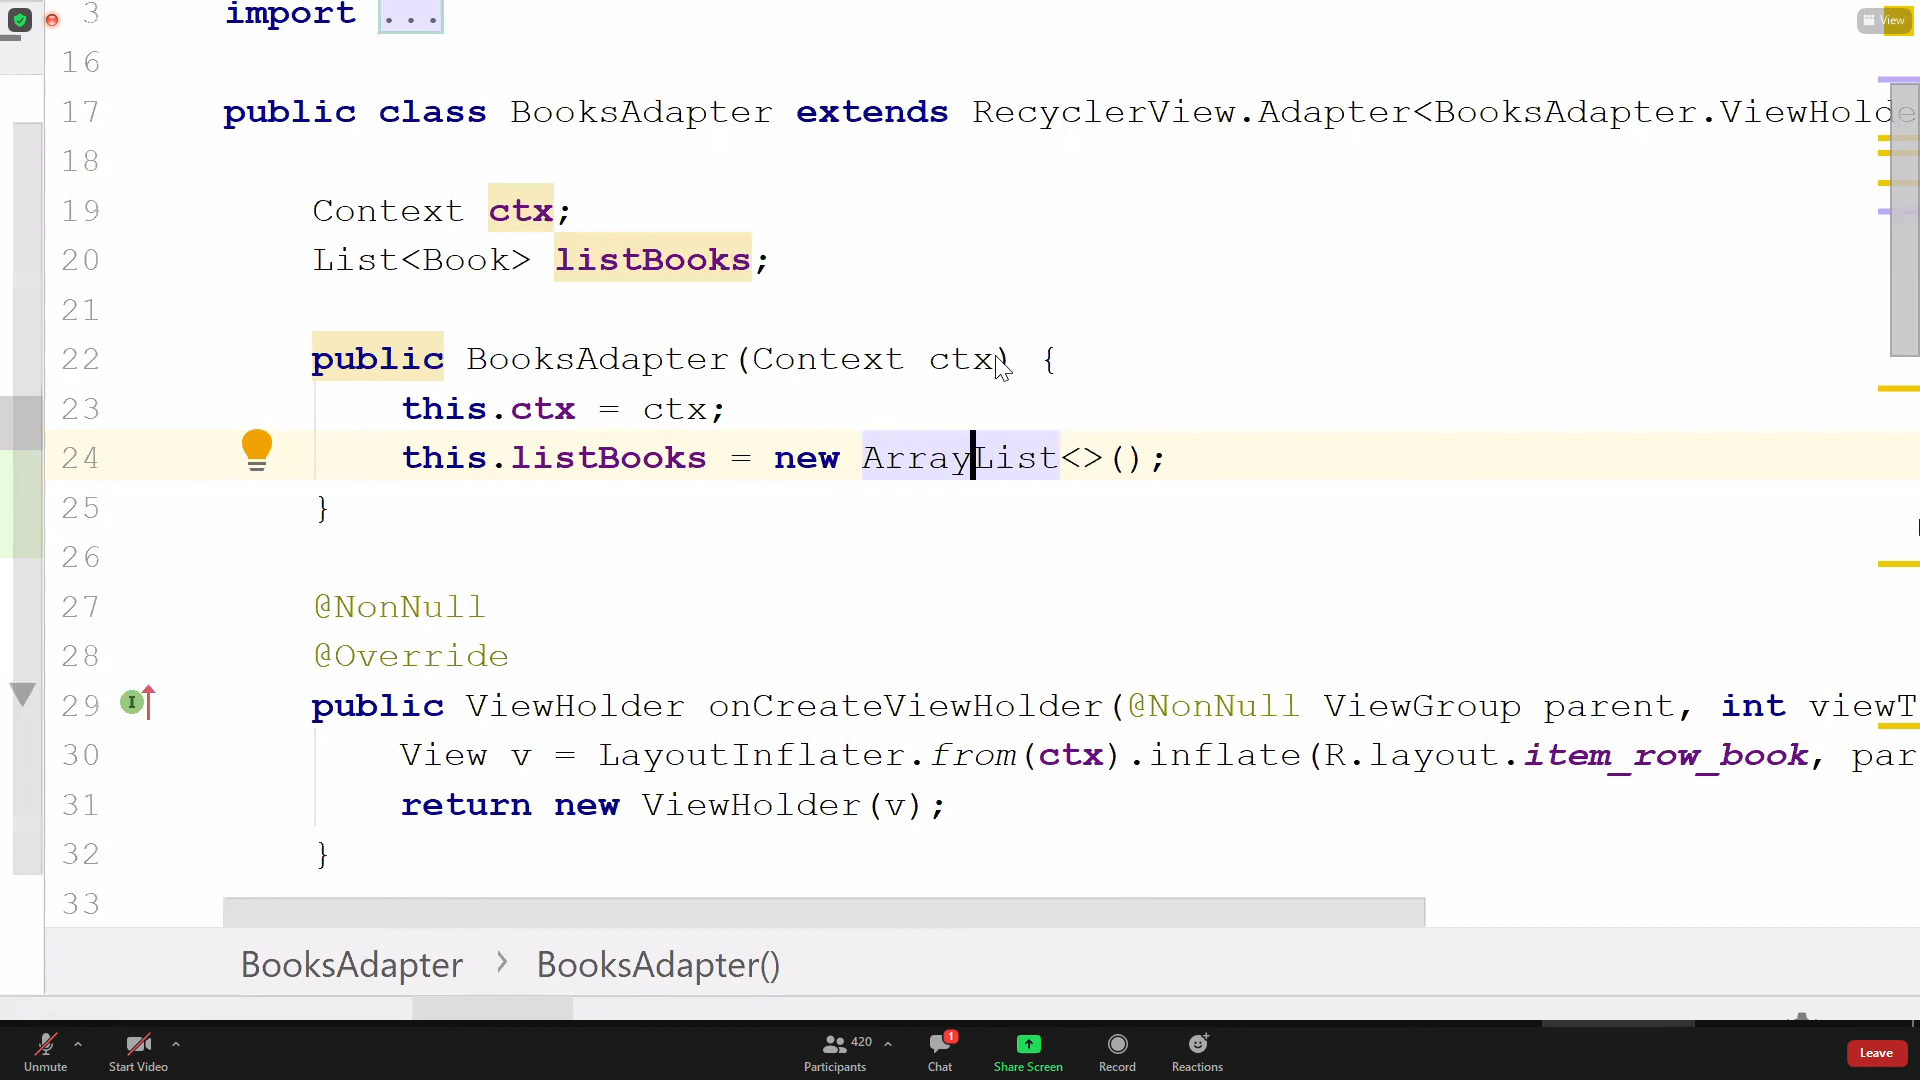 3 import ...
16
17 public class BooksAdapter extends RecyclerView.Adapter<BooksAdapter.ViewHolde
18
19 Context ctx;
20 List<Book> listBooks;
21
22 public BooksAdapter(Context ctx) {
23 this.ctx = ctx;
24 this.listBooks = new ArrayList<>();
25 }
26
27 @NonNull
28 @Override
29 public ViewHolder onCreateViewHolder(@NonNull ViewGroup parent, int viewT
30 View v = LayoutInflater.from(ctx).inflate(R.layout.item_row_book, par
31 return new ViewHolder(v);
32 }
33
BooksAdapter > BooksAdapter()
View
Unmute Start Video 420 Participants 1 Chat Share Screen Record Reactions Leave